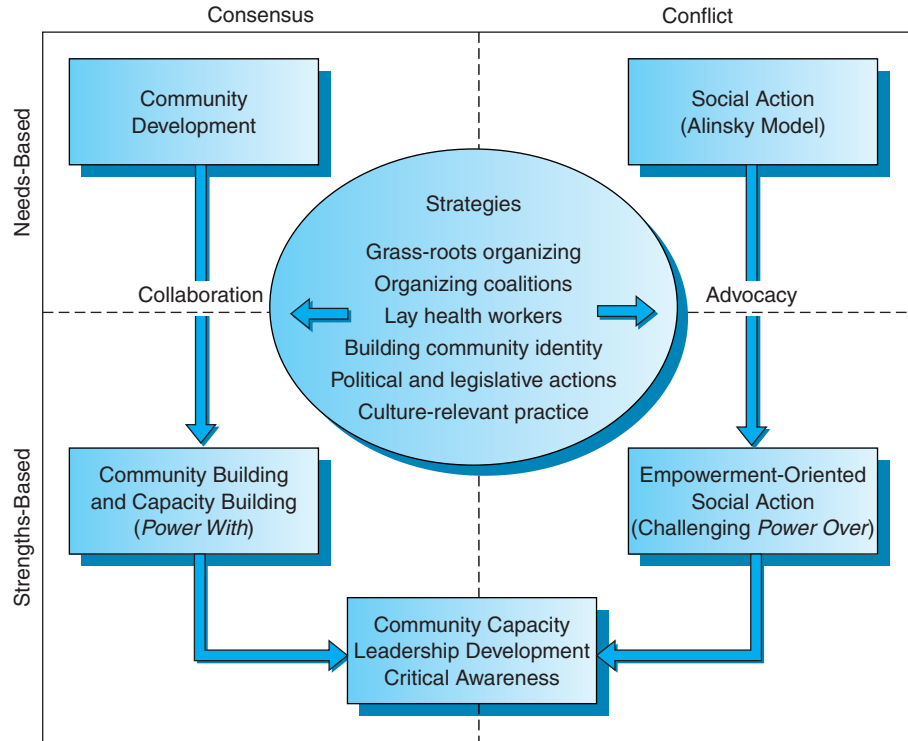 Consensus
Conflict
Needs-Based
Community
Development
Social Action
(Alinsky Model)
Strategies
Grass-roots organizing
Organizing coalitions
Lay health workers
Building community identity
Political and legislative actions
Culture-relevant practice
Collaboration
Advocacy
Strengths-Based
Community Building
and Capacity Building
(Power With)
Empowerment-Oriented
Social Action
(Challenging Power Over)
Community Capacity
Leadership Development
Critical Awareness